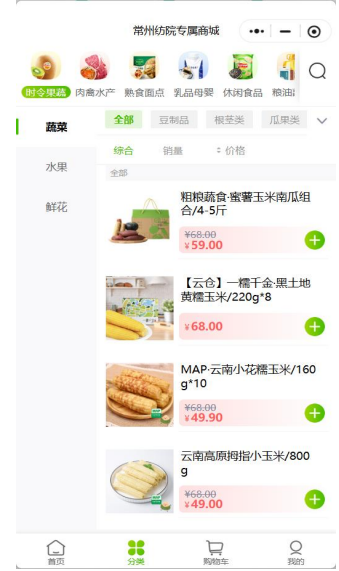 常州纺院专属商城
时令果蔬 肉禽水产 熟食面点 乳品母婴 休闲食品 粮油
蔬菜
水果
鲜花
全部 豆制品 根茎类 瓜果类
综合 销量 价格
全部
粗粮蔬食·蜜薯玉米南瓜组
合/4-5斤
¥68.00
¥59.00
【云仓】一糯千金·黑土地
黄糯玉米/220g*8
¥68.00
MAP·云南小花糯玉米/160
g*10
¥68.00
¥49.90
云南高原拇指小玉米/800
g
¥68.00
¥49.00
首页 分类 购物车 我的